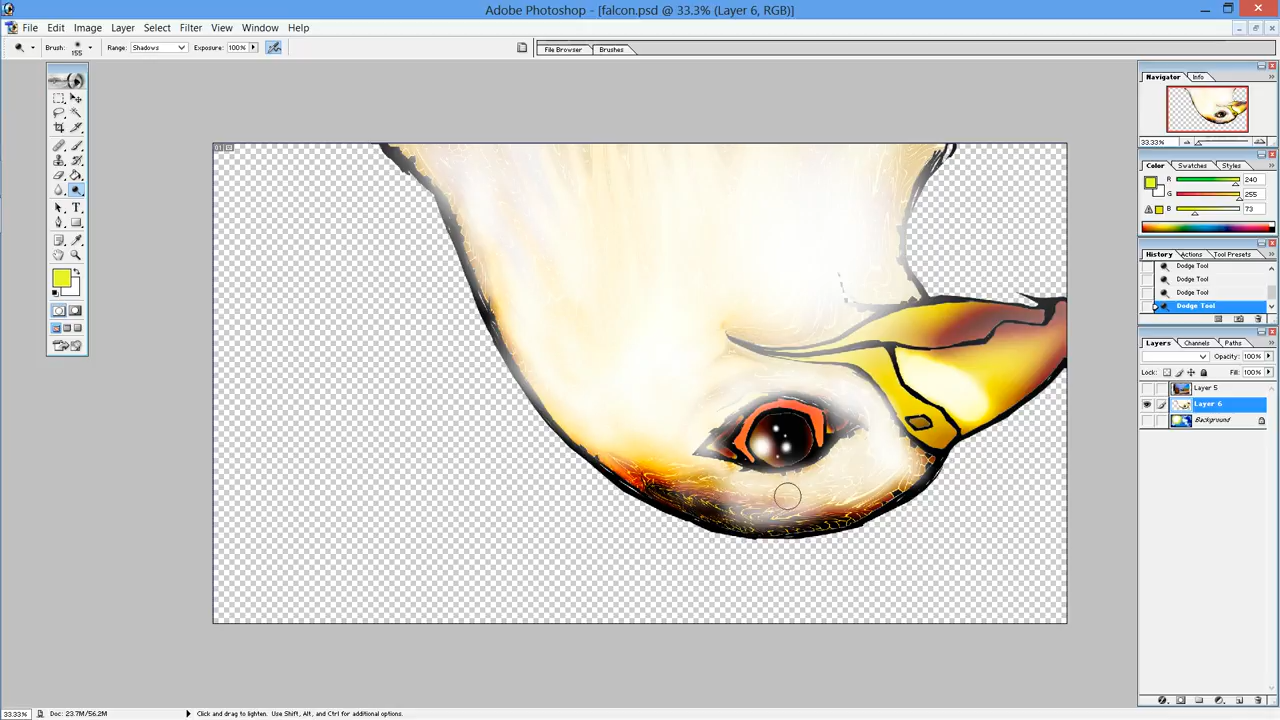 Adobe Photoshop - [falcon.psd @ 33.3% (Layer 6, RGB)]
File Edit Image Layer Select Filter View Window Help
Brush: 155 Range: Shadows Exposure: 100% File Browser Brushes
Navigator Info
33.33%
Color Swatches Styles
R 240
G 255
B 73
History Actions Tool Presets
Dodge Tool
Dodge Tool
Dodge Tool
Dodge Tool
Layers Channels Paths
Opacity: 100%
Lock: Fill: 100%
Layer 5
Layer 6
Background
01
33.33% Doc: 23.7M/56.2M Click and drag to lighten. Use Shift, Alt, and Ctrl for additional options.